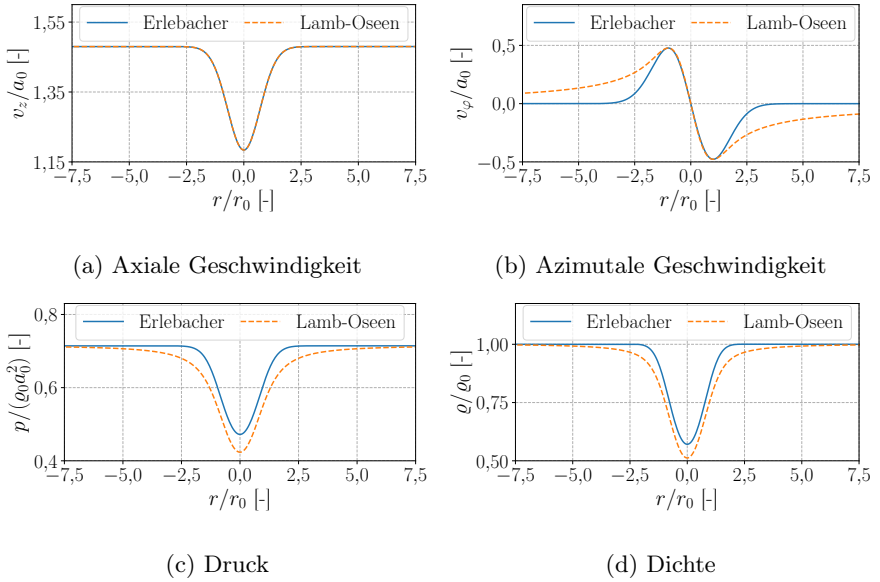 Erlebacher Lamb-Oseen
1,55
1,35
1,15
v_z/a_0 [-]
−7,5 −5,0 −2,5 0,0 2,5 5,0 7,5
r/r_0 [-]
(a) Axiale Geschwindigkeit
Erlebacher Lamb-Oseen
0,5
0,0
−0,5
v_φ/a_0 [-]
−7,5 −5,0 −2,5 0,0 2,5 5,0 7,5
r/r_0 [-]
(b) Azimutale Geschwindigkeit
Erlebacher Lamb-Oseen
0,8
0,6
0,4
p/(ϱ_0 a_0^2) [-]
−7,5 −5,0 −2,5 0,0 2,5 5,0 7,5
r/r_0 [-]
(c) Druck
Erlebacher Lamb-Oseen
1,00
0,75
0,50
ϱ/ϱ_0 [-]
−7,5 −5,0 −2,5 0,0 2,5 5,0 7,5
r/r_0 [-]
(d) Dichte